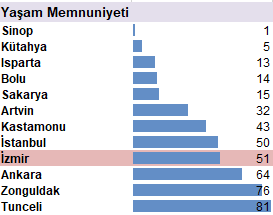 Yaşam Memnuniyeti
Sinop 1
Kütahya 5
Isparta 13
Bolu 14
Sakarya 15
Artvin 32
Kastamonu 43
İstanbul 50
İzmir 51
Ankara 64
Zonguldak 76
Tunceli 81